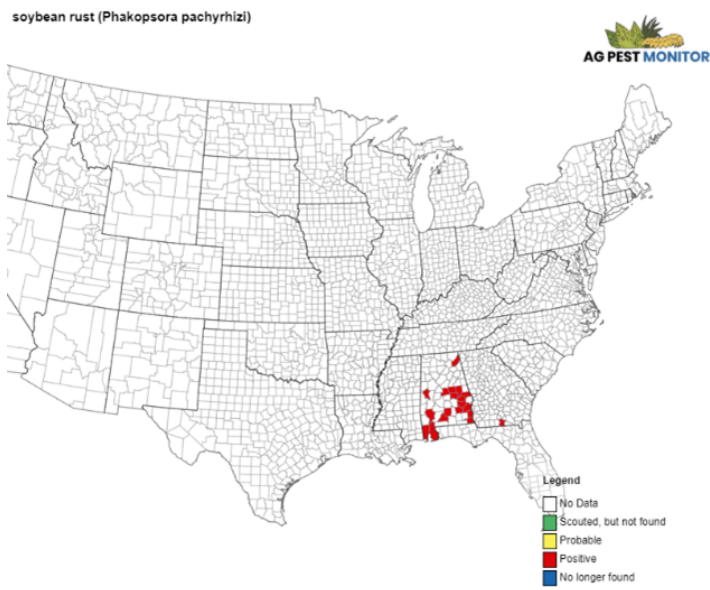 soybean rust (Phakopsora pachyrhizi)
AG PEST MONITOR
Legend
No Data
Scouted, but not found
Probable
Positive
No longer found